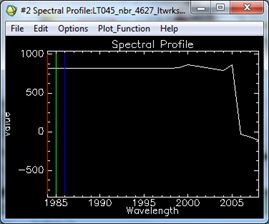 #2 Spectral Profile:LT045_nbr_4627_ltwrks...
File Edit Options Plot_Function Help
Spectral Profile
1000
500
0
-500
Value
1985 1990 1995 2000 2005
Wavelength